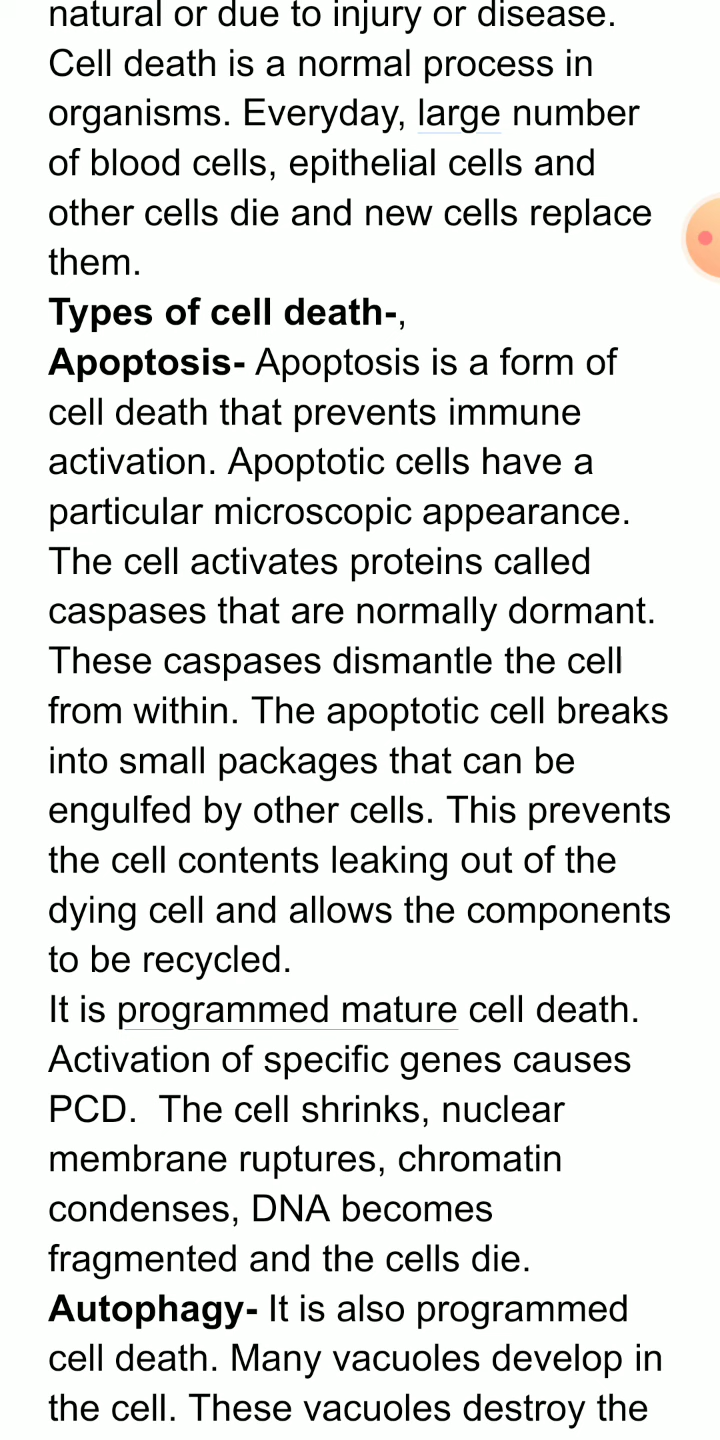 natural or due to injury or disease.
Cell death is a normal process in
organisms. Everyday, large number
of blood cells, epithelial cells and
other cells die and new cells replace
them.
Types of cell death-,
Apoptosis- Apoptosis is a form of
cell death that prevents immune
activation. Apoptotic cells have a
particular microscopic appearance.
The cell activates proteins called
caspases that are normally dormant.
These caspases dismantle the cell
from within. The apoptotic cell breaks
into small packages that can be
engulfed by other cells. This prevents
the cell contents leaking out of the
dying cell and allows the components
to be recycled.
It is programmed mature cell death.
Activation of specific genes causes
PCD.  The cell shrinks, nuclear
membrane ruptures, chromatin
condenses, DNA becomes
fragmented and the cells die.
Autophagy- It is also programmed
cell death. Many vacuoles develop in
the cell. These vacuoles destroy the